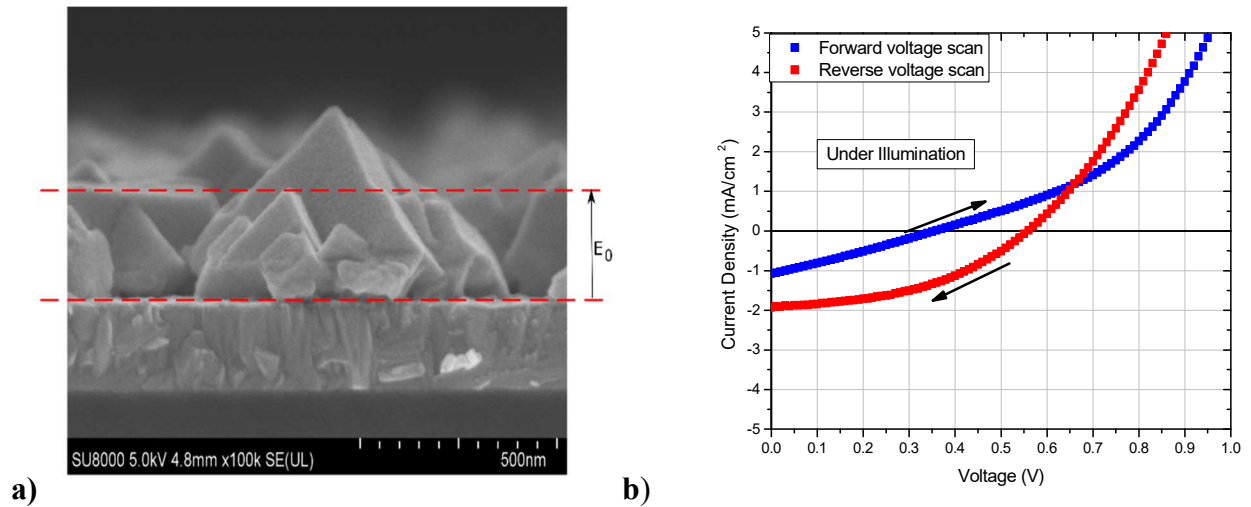 E0
SU8000 5.0kV 4.8mm x100k SE(UL)
500nm
a)
Forward voltage scan
Reverse voltage scan
Under Illumination
Current Density (mA/cm²)
5
4
3
2
1
0
-1
-2
-3
-4
-5
0.0 0.1 0.2 0.3 0.4 0.5 0.6 0.7 0.8 0.9 1.0
Voltage (V)
b)